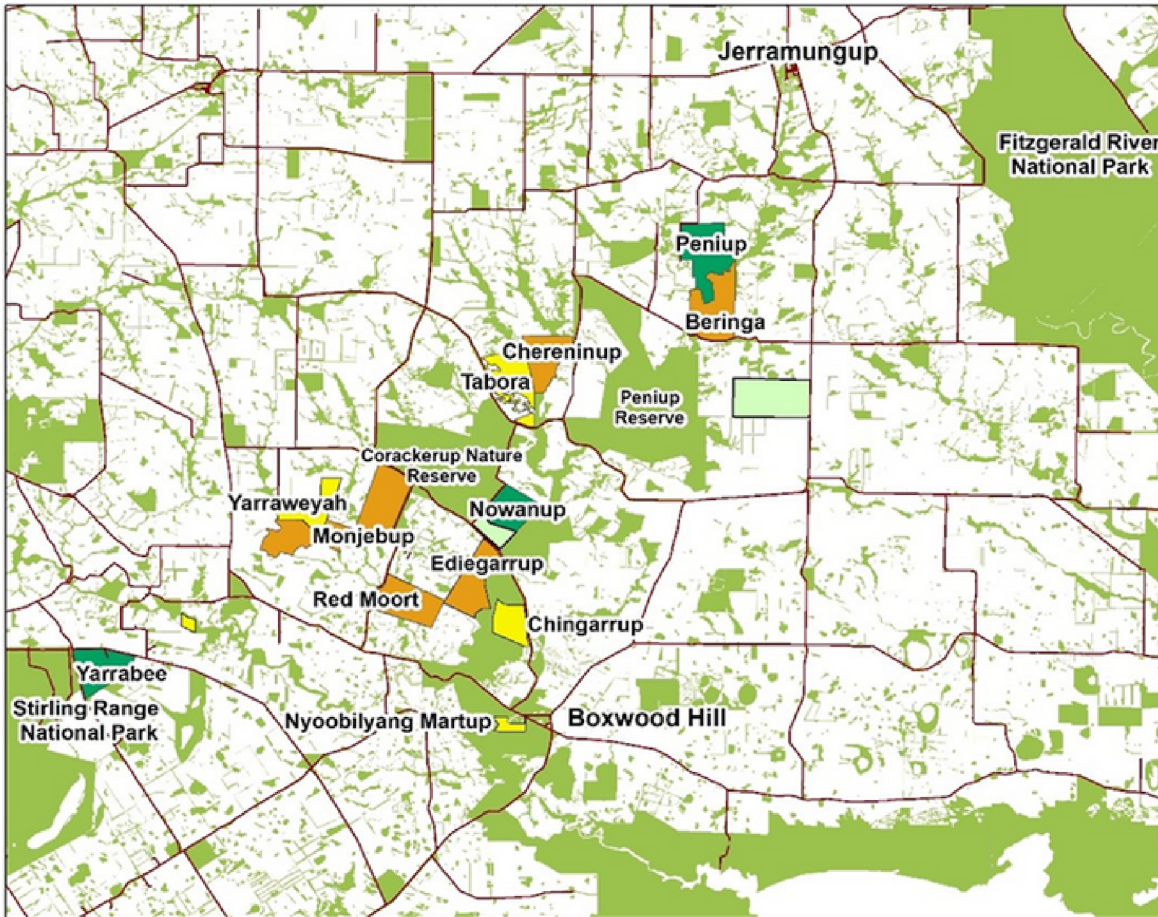 Jerramungup
Fitzgerald River
National Park
Peniup
Beringa
Chereninup
Tabora
Peniup
Reserve
Corackerup Nature
Reserve
Yarraweyah
Nowanup
Monjebup
Ediegarrup
Red Moort
Chingarrup
Yarrabee
Stirling Range
National Park
Nyoobilyang Martup
Boxwood Hill